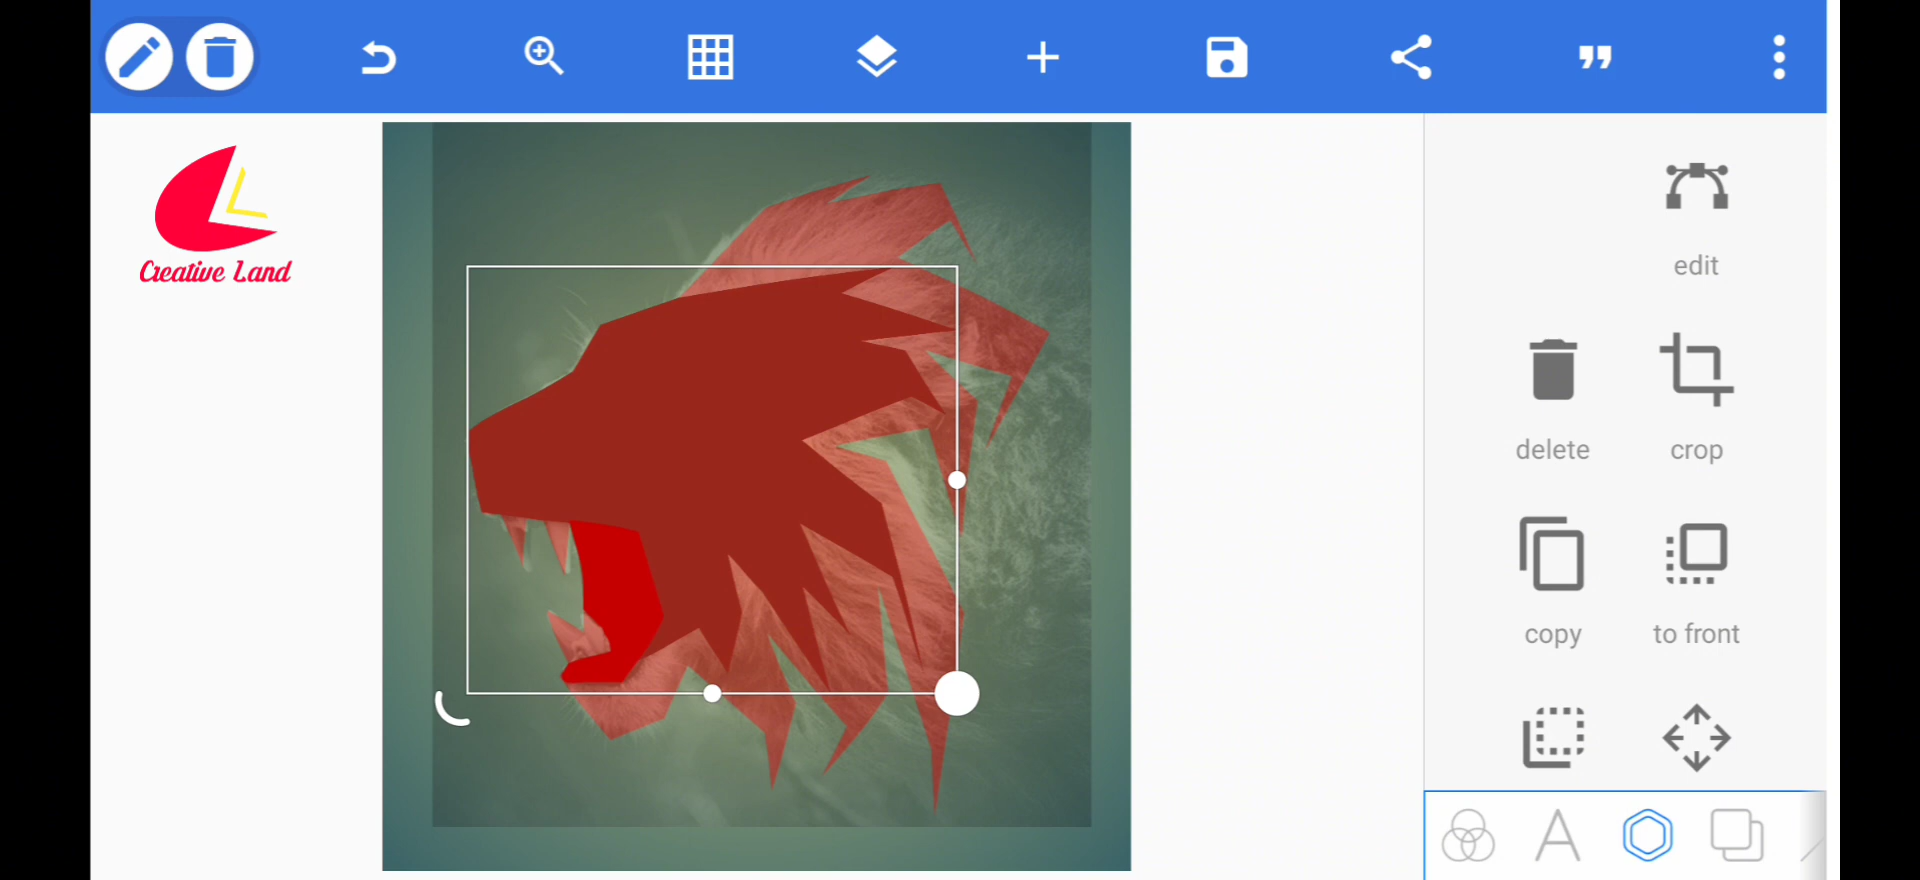 Creative Land
edit
delete
crop
copy
to front